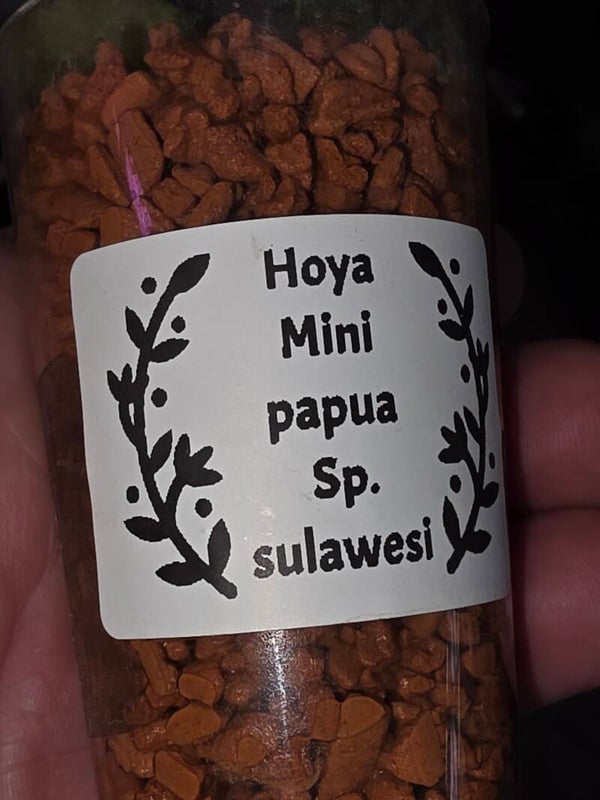 Hoya
Mini
papua
Sp.
sulawesi